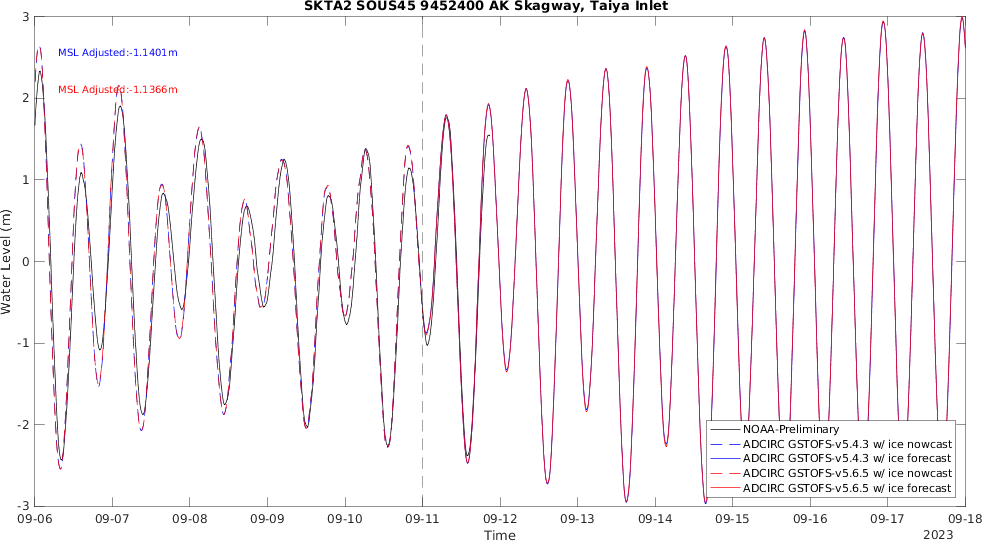 SKTA2 SOUS45 9452400 AK Skagway, Taiya Inlet
3
2
1
0
-1
-2
-3
Water Level (m)
MSL Adjusted:-1.1401m
MSL Adjusted:-1.1366m
NOAA-Preliminary
ADCIRC GSTOFS-v5.4.3 w/ ice nowcast
ADCIRC GSTOFS-v5.4.3 w/ ice forecast
ADCIRC GSTOFS-v5.6.5 w/ ice nowcast
ADCIRC GSTOFS-v5.6.5 w/ ice forecast
09-06 09-07 09-08 09-09 09-10 09-11 09-12 09-13 09-14 09-15 09-16 09-17 09-18
Time
2023